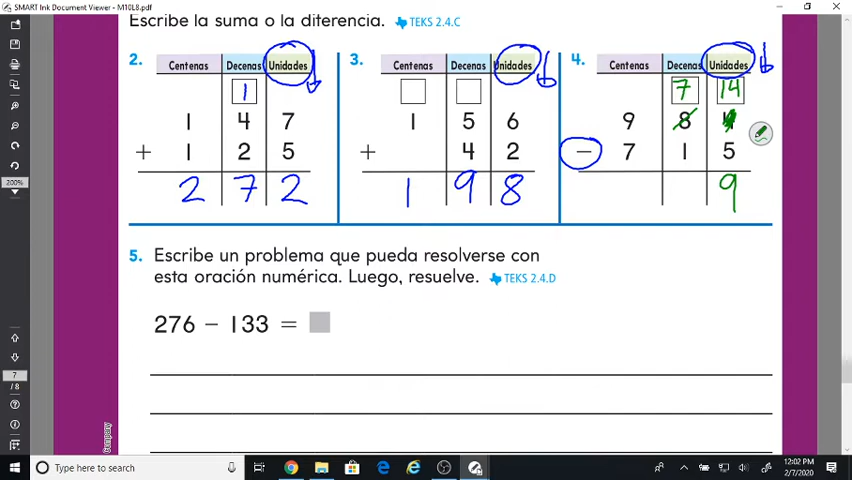 SMART Ink Document Viewer - M10L8.pdf
Escribe la suma o la diferencia. TEKS 2.4.C
2. Centenas Decenas Unidades
1
1 4 7
+ 1 2 5
2 7 2
3. Centenas Decenas Unidades
1 5 6
+ 4 2
1 9 8
4. Centenas Decenas Unidades
7 14
9 8 4
− 7 1 5
9
5. Escribe un problema que pueda resolverse con
esta oración numérica. Luego, resuelve. TEKS 2.4.D
276 − 133 =
Company
200%
7
/ 8
Type here to search
12:02 PM
2/7/2020